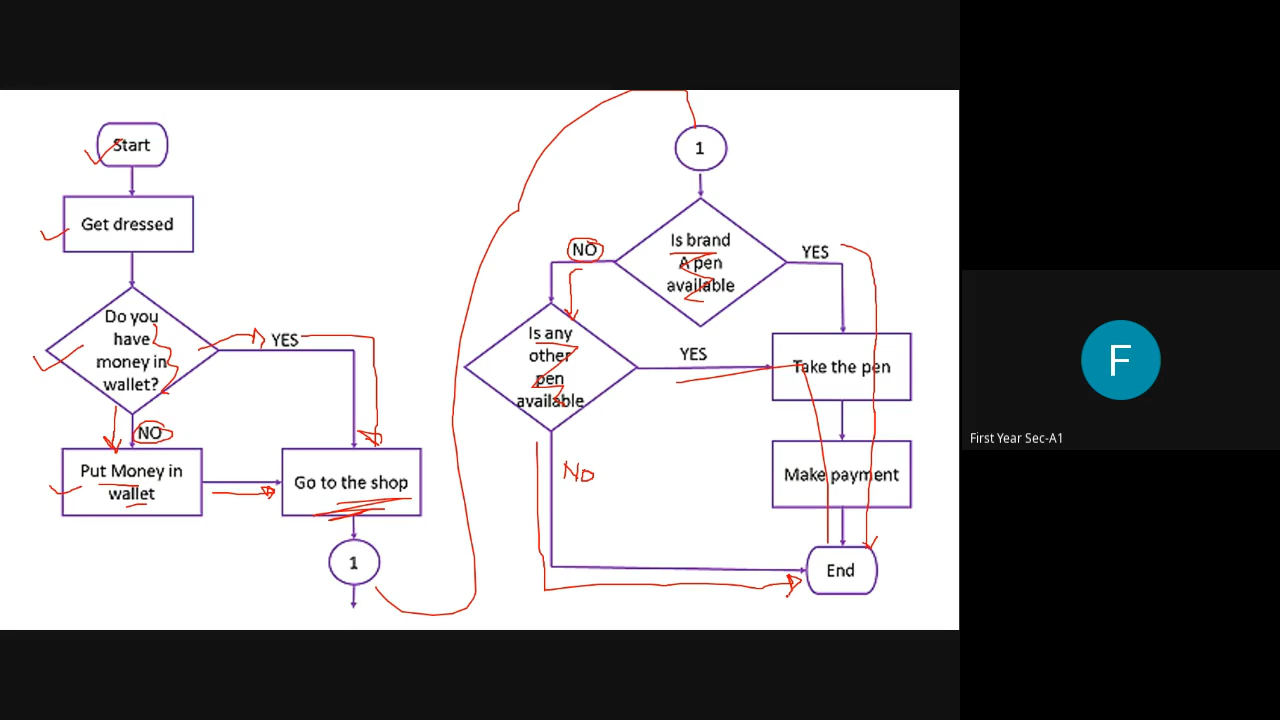 Start
Get dressed
Do you
have
money in
wallet?
YES
NO
Put Money in
wallet
Go to the shop
1
1
Is brand
A pen
available
NO
YES
Is any
other
pen
available
YES
Take the pen
Make payment
No
End
F
First Year Sec-A1